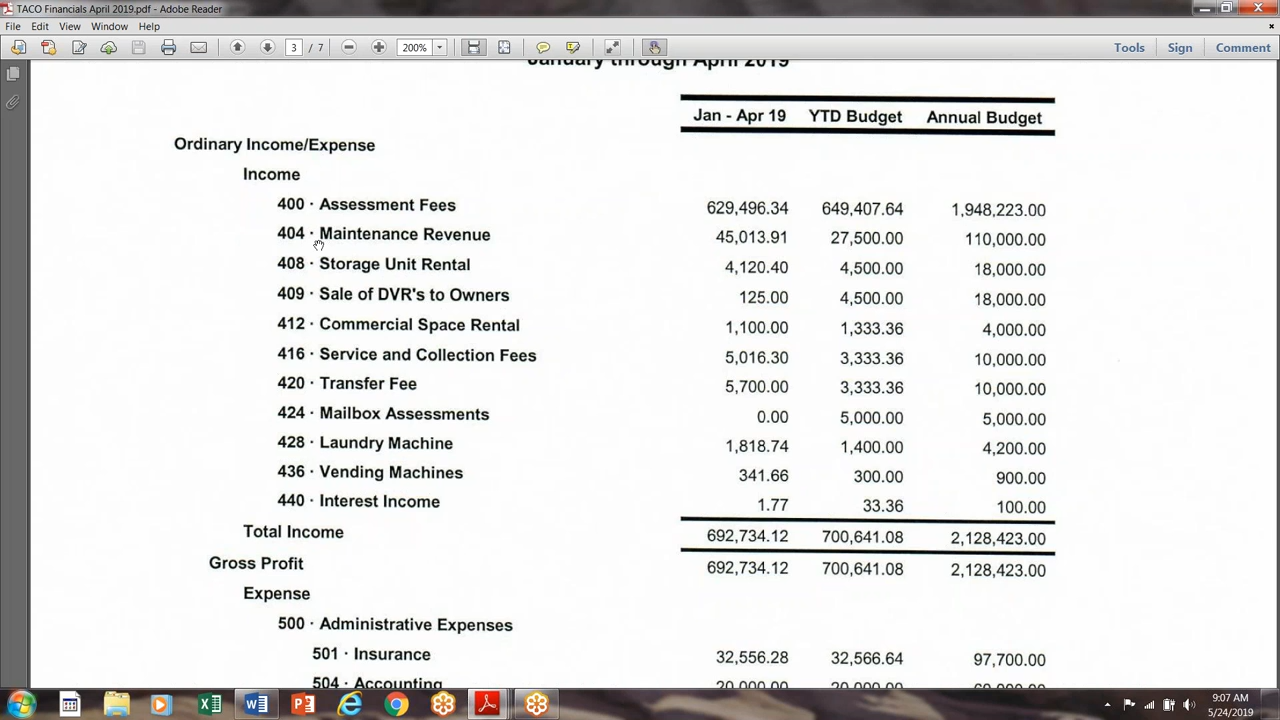 TACO Financials April 2019.pdf - Adobe Reader
File Edit View Window Help
3 / 7 200% Tools Sign Comment
January through April 2019
Jan - Apr 19 YTD Budget Annual Budget
Ordinary Income/Expense
Income
400 · Assessment Fees 629,496.34 649,407.64 1,948,223.00
404 · Maintenance Revenue 45,013.91 27,500.00 110,000.00
408 · Storage Unit Rental 4,120.40 4,500.00 18,000.00
409 · Sale of DVR's to Owners 125.00 4,500.00 18,000.00
412 · Commercial Space Rental 1,100.00 1,333.36 4,000.00
416 · Service and Collection Fees 5,016.30 3,333.36 10,000.00
420 · Transfer Fee 5,700.00 3,333.36 10,000.00
424 · Mailbox Assessments 0.00 5,000.00 5,000.00
428 · Laundry Machine 1,818.74 1,400.00 4,200.00
436 · Vending Machines 341.66 300.00 900.00
440 · Interest Income 1.77 33.36 100.00
Total Income 692,734.12 700,641.08 2,128,423.00
Gross Profit 692,734.12 700,641.08 2,128,423.00
Expense
500 · Administrative Expenses
501 · Insurance 32,556.28 32,566.64 97,700.00
504 · Accounting 20,000.00 20,000.00 60,000.00
9:07 AM
5/24/2019